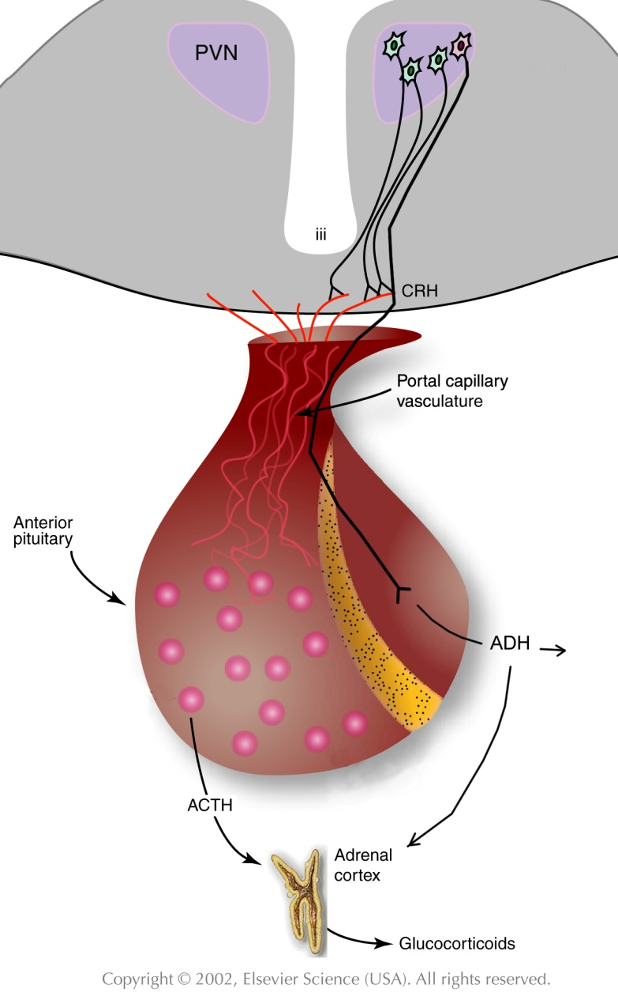 PVN
iii
CRH
Portal capillary
vasculature
Anterior
pituitary
ADH
ACTH
Adrenal
cortex
Glucocorticoids
Copyright © 2002, Elsevier Science (USA). All rights reserved.